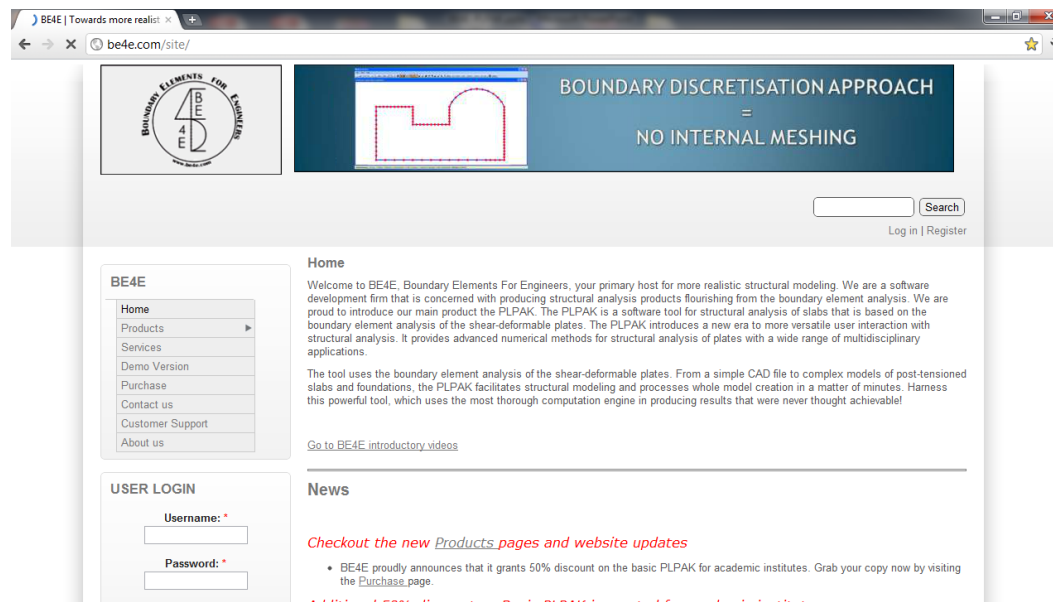 BE4E | Towards more realist
be4e.com/site/
BOUNDARY ELEMENTS FOR ENGINEERS
B
E
4
E
www.be4e.com
BOUNDARY DISCRETISATION APPROACH
=
NO INTERNAL MESHING
Search
Log in | Register
BE4E
Home
Products
Services
Demo Version
Purchase
Contact us
Customer Support
About us
USER LOGIN
Username: *
Password: *
Home
Welcome to BE4E, Boundary Elements For Engineers, your primary host for more realistic structural modeling. We are a software
development firm that is concerned with producing structural analysis products flourishing from the boundary element analysis. We are
proud to introduce our main product the PLPAK. The PLPAK is a software tool for structural analysis of slabs that is based on the
boundary element analysis of the shear-deformable plates. The PLPAK introduces a new era to more versatile user interaction with
structural analysis. It provides advanced numerical methods for structural analysis of plates with a wide range of multidisciplinary
applications.
The tool uses the boundary element analysis of the shear-deformable plates. From a simple CAD file to complex models of post-tensioned
slabs and foundations, the PLPAK facilitates structural modeling and processes whole model creation in a matter of minutes. Harness
this powerful tool, which uses the most thorough computation engine in producing results that were never thought achievable!
Go to BE4E introductory videos
News
Checkout the new Products pages and website updates
• BE4E proudly announces that it grants 50% discount on the basic PLPAK for academic institutes. Grab your copy now by visiting
the Purchase page.